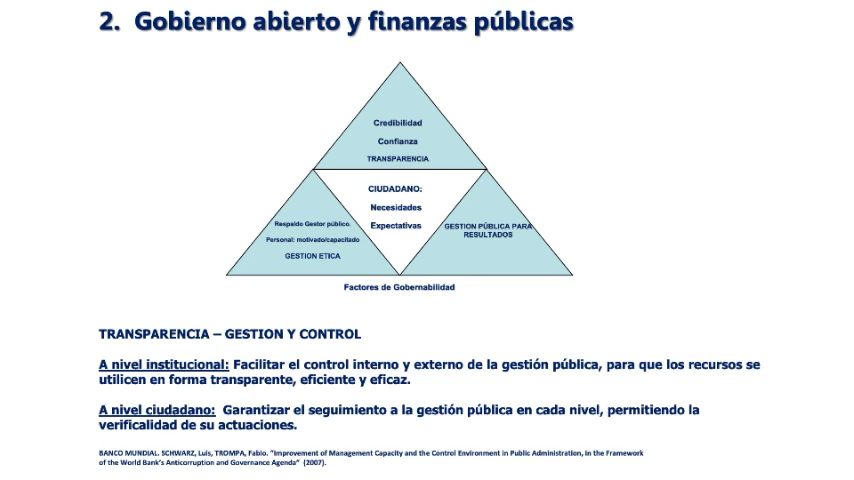 2. Gobierno abierto y finanzas públicas
Credibilidad
Confianza
TRANSPARENCIA
CIUDADANO:
Necesidades
Expectativas
Respaldo Gestor público.
Personal: motivado/capacitado
GESTION ETICA
GESTION PÚBLICA PARA
RESULTADOS
Factores de Gobernabilidad
TRANSPARENCIA – GESTION Y CONTROL
A nivel institucional: Facilitar el control interno y externo de la gestión pública, para que los recursos se
utilicen en forma transparente, eficiente y eficaz.
A nivel ciudadano: Garantizar el seguimiento a la gestión pública en cada nivel, permitiendo la
verificalidad de su actuaciones.
BANCO MUNDIAL. SCHWARZ, Luis, TROMPA, Fabio. "Improvement of Management Capacity and the Control Environment in Public Administration, in the Framework
of the World Bank's Anticorruption and Governance Agenda" (2007).